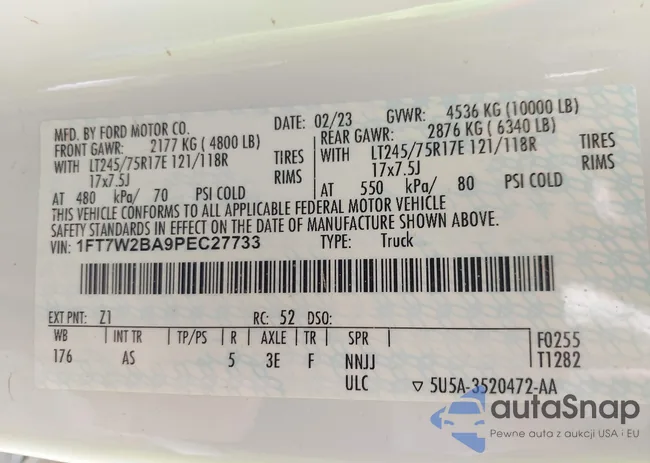 MFD. BY FORD MOTOR CO. DATE: 02/23 GVWR: 4536 KG (10000 LB)
FRONT GAWR: 2177 KG (4800 LB) REAR GAWR: 2876 KG (6340 LB)
WITH LT245/75R17E 121/118R TIRES WITH LT245/75R17E 121/118R TIRES
17x7.5J RIMS 17x7.5J RIMS
AT 480 kPa/ 70 PSI COLD AT 550 kPa/ 80 PSI COLD
THIS VEHICLE CONFORMS TO ALL APPLICABLE FEDERAL MOTOR VEHICLE
SAFETY STANDARDS IN EFFECT ON THE DATE OF MANUFACTURE SHOWN ABOVE.
VIN: 1FT7W2BA9PEC27733 TYPE: Truck
EXT PNT: Z1 RC: 52 DSO:
WB INT TR TP/PS R AXLE TR SPR F0255
176 AS 5 3E F NNJJ T1282
ULC ▽ 5U5A-3520472-AA
autoSnap
Pewne auta z aukcji USA i EU